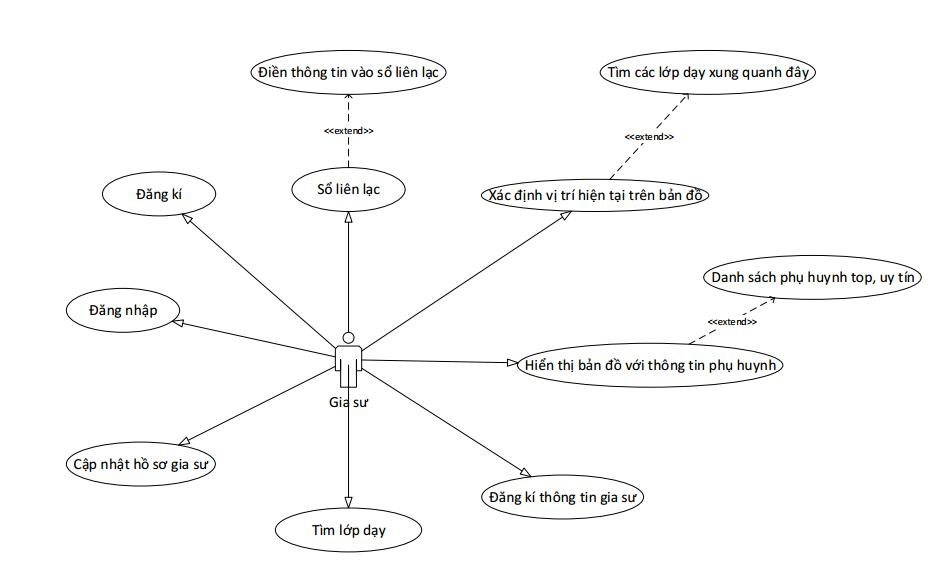 Điền thông tin vào sổ liên lạc
Tìm các lớp dạy xung quanh đây
<<extend>>
<<extend>>
Đăng kí
Sổ liên lạc
Xác định vị trí hiện tại trên bản đồ
Danh sách phụ huynh top, uy tín
Đăng nhập
<<extend>>
Hiển thị bản đồ với thông tin phụ huynh
Gia sư
Cập nhật hồ sơ gia sư
Đăng kí thông tin gia sư
Tìm lớp dạy